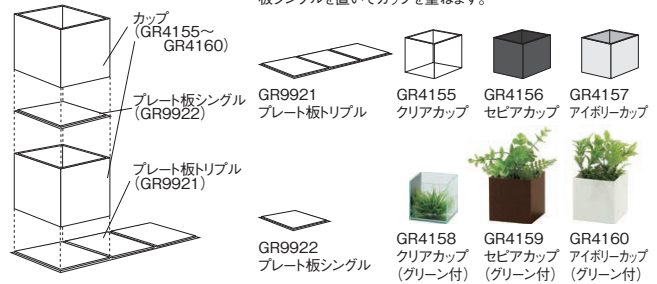 板シングルを置いてカップを重ねます。
カップ
(GR4155〜
GR4160)
プレート板シングル
(GR9922)
プレート板トリプル
(GR9921)
GR9921
プレート板トリプル
GR4155
クリアカップ
GR4156
セピアカップ
GR4157
アイボリーカップ
GR9922
プレート板シングル
GR4158
クリアカップ
(グリーン付)
GR4159
セピアカップ
(グリーン付)
GR4160
アイボリーカップ
(グリーン付)